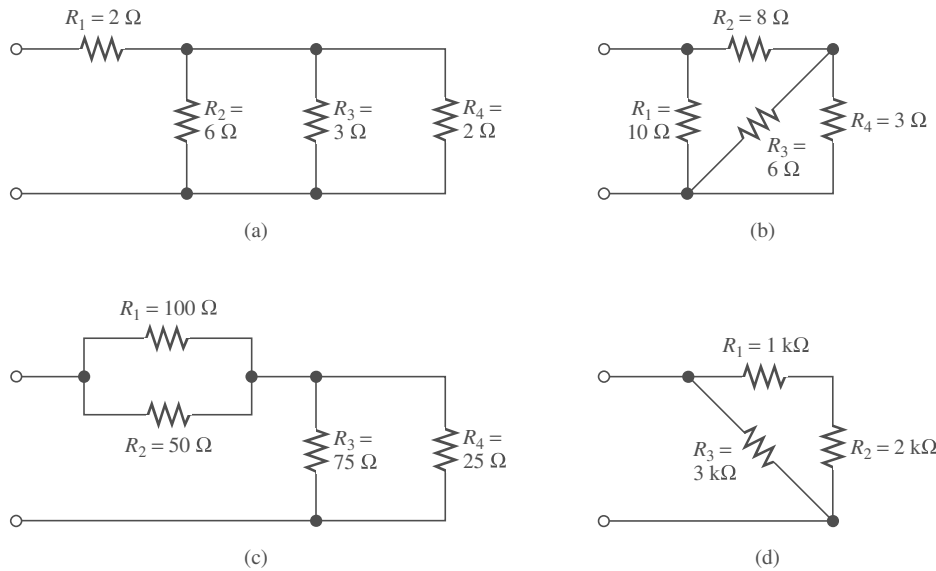 R₁ = 2 Ω
R₂ =
6 Ω
R₃ =
3 Ω
R₄ =
2 Ω
(a)
R₂ = 8 Ω
R₁ =
10 Ω
R₃ =
6 Ω
R₄ = 3 Ω
(b)
R₁ = 100 Ω
R₂ = 50 Ω
R₃ =
75 Ω
R₄ =
25 Ω
(c)
R₁ = 1 kΩ
R₃ =
3 kΩ
R₂ = 2 kΩ
(d)